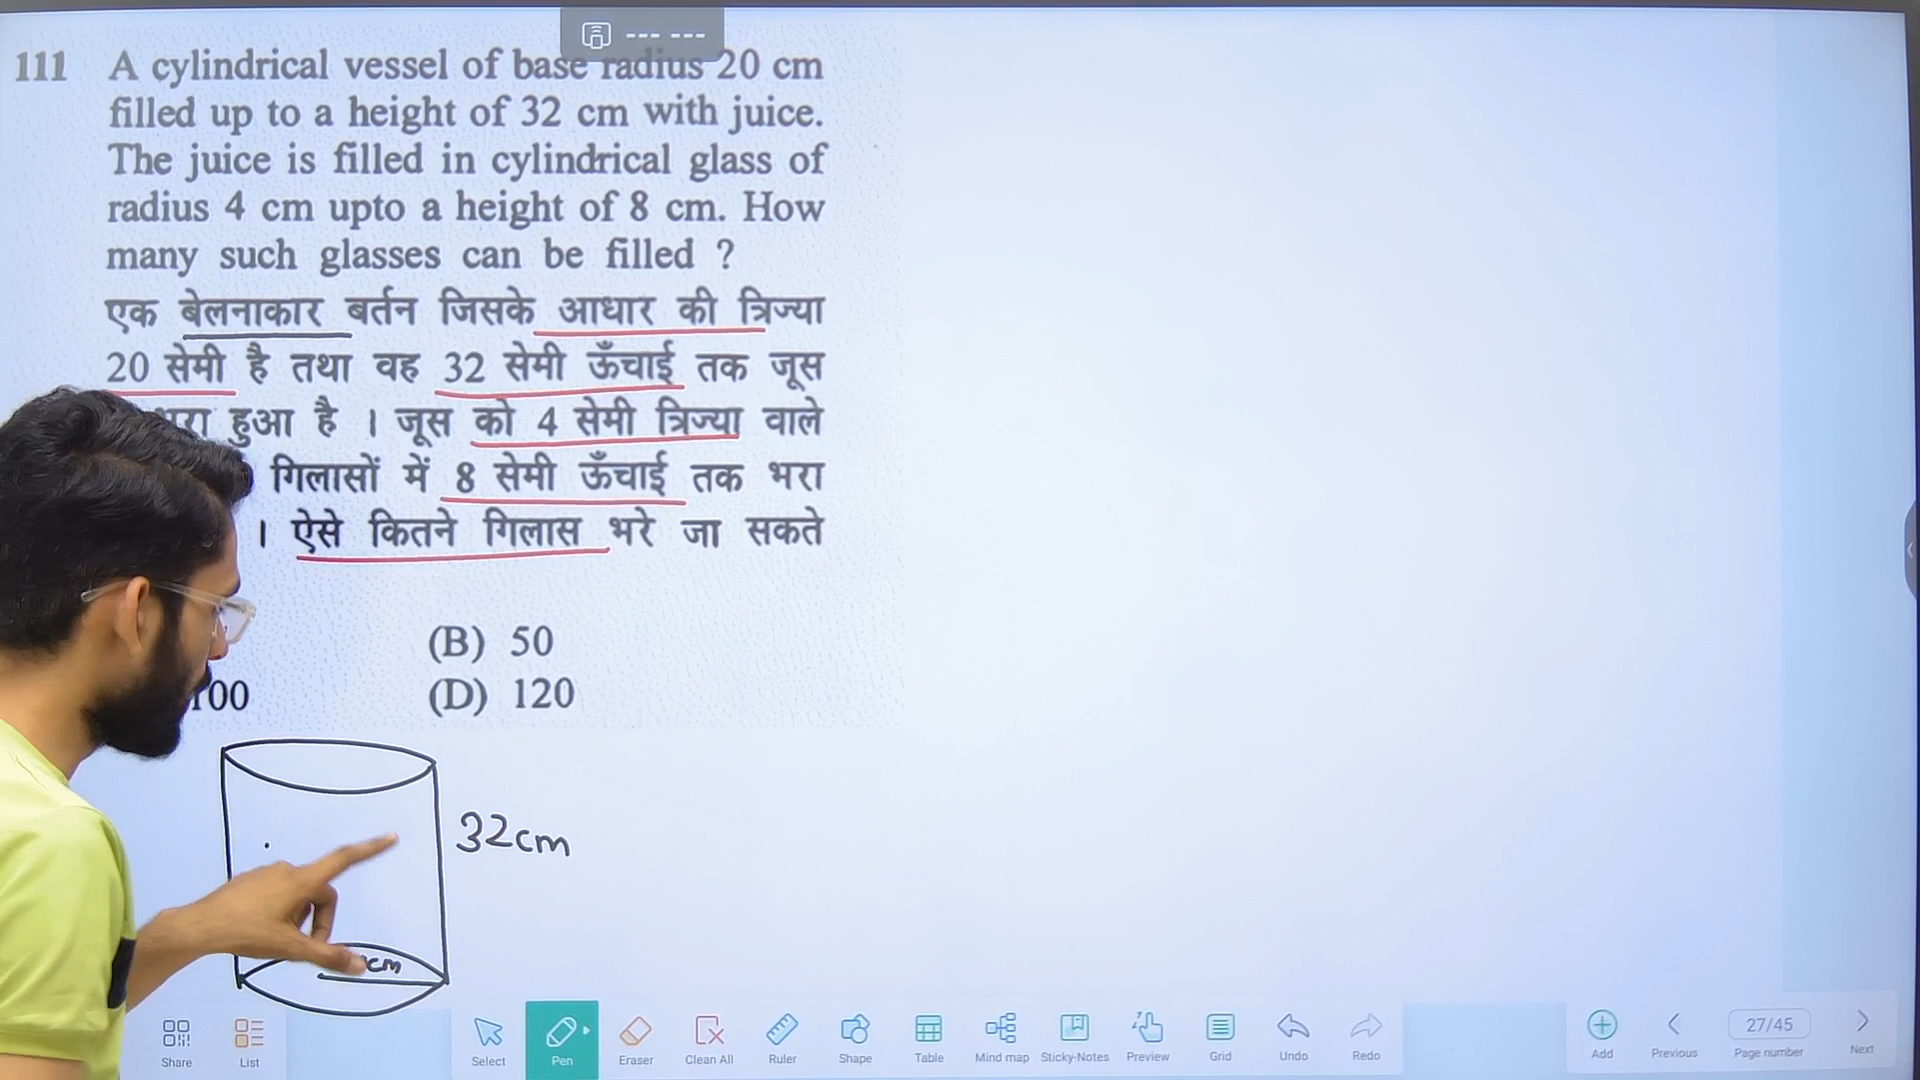 --- ---
111 A cylindrical vessel of base radius 20 cm
filled up to a height of 32 cm with juice.
The juice is filled in cylindrical glass of
radius 4 cm upto a height of 8 cm. How
many such glasses can be filled ?
एक बेलनाकार बर्तन जिसके आधार की त्रिज्या
20 सेमी है तथा वह 32 सेमी ऊँचाई तक जूस
हुआ है । जूस को 4 सेमी त्रिज्या वाले
गिलासों में 8 सेमी ऊँचाई तक भरा
। ऐसे कितने गिलास भरे जा सकते
(B) 50
100 (D) 120
32cm
cm
Share List Select Pen Eraser Clean All Ruler Shape Table Mind map Sticky-Notes Preview Grid Undo Redo Add Previous 27/45 Page number Next